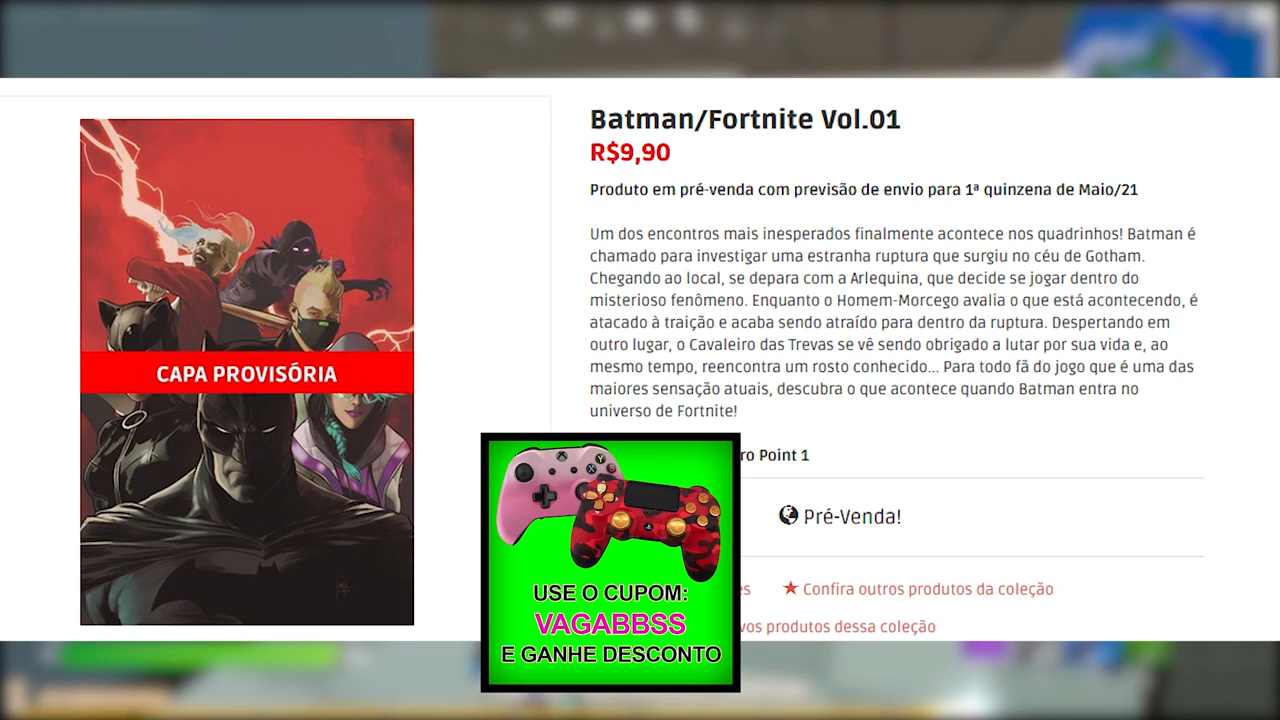 Batman/Fortnite Vol.01
R$9,90
Produto em pré-venda com previsão de envio para 1ª quinzena de Maio/21
Um dos encontros mais inesperados finalmente acontece nos quadrinhos! Batman é
chamado para investigar uma estranha ruptura que surgiu no céu de Gotham.
Chegando ao local, se depara com a Arlequina, que decide se jogar dentro do
misterioso fenômeno. Enquanto o Homem-Morcego avalia o que está acontecendo, é
atacado à traição e acaba sendo atraído para dentro da ruptura. Despertando em
outro lugar, o Cavaleiro das Trevas se vê sendo obrigado a lutar por sua vida e, ao
mesmo tempo, reencontra um rosto conhecido... Para todo fã do jogo que é uma das
maiores sensação atuais, descubra o que acontece quando Batman entra no
universo de Fortnite!
CAPA PROVISÓRIA
ro Point 1
Pré-Venda!
es
Confira outros produtos da coleção
vos produtos dessa coleção
USE O CUPOM:
VAGABBSS
E GANHE DESCONTO